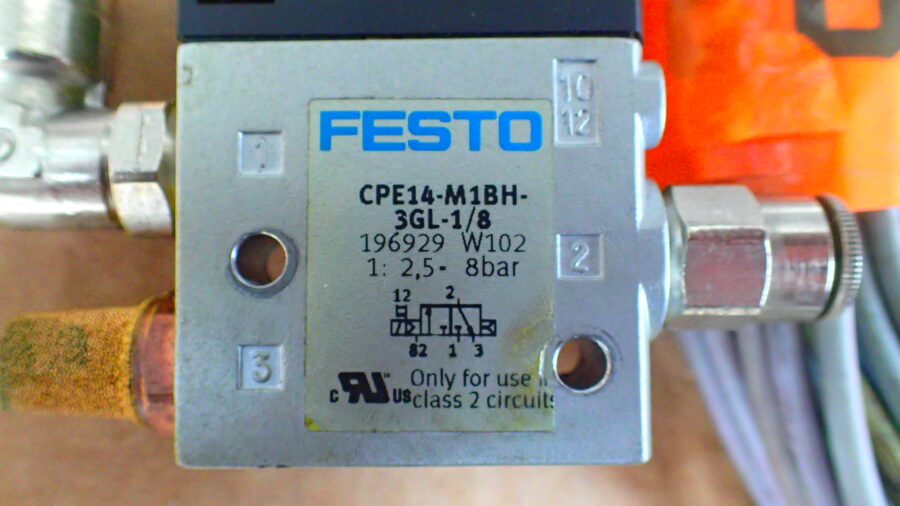 FESTO
CPE14-M1BH-
3GL-1/8
196929 W102
1: 2,5- 8bar
12 2
82 1 3
c US
Only for use
class 2 circuits
1
3
10
12
2